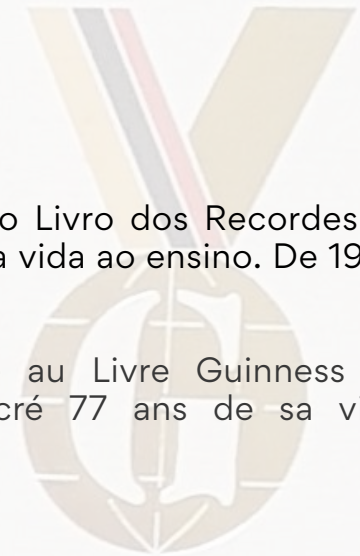 o Livro dos Recordes
a vida ao ensino. De 19
au Livre Guinness
cré 77 ans de sa vi